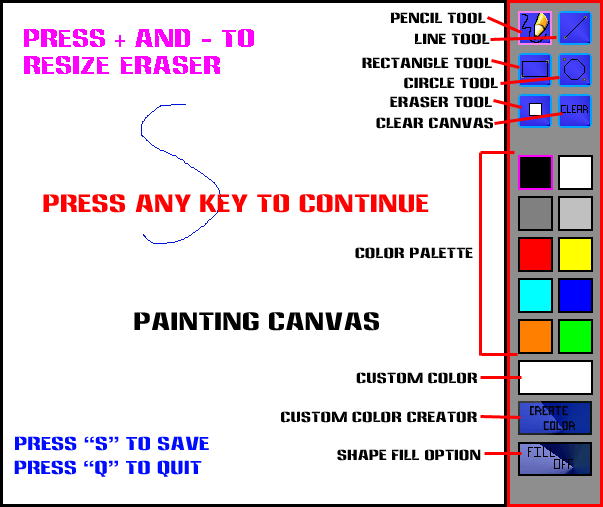 PRESS + AND - TO
RESIZE ERASER
PENCIL TOOL
LINE TOOL
RECTANGLE TOOL
CIRCLE TOOL
ERASER TOOL
CLEAR
CLEAR CANVAS
PRESS ANY KEY TO CONTINUE
COLOR PALETTE
PAINTING CANVAS
CUSTOM COLOR
CUSTOM COLOR CREATOR
CREATE
COLOR
PRESS “S” TO SAVE
PRESS “Q” TO QUIT
SHAPE FILL OPTION
FILL
OFF